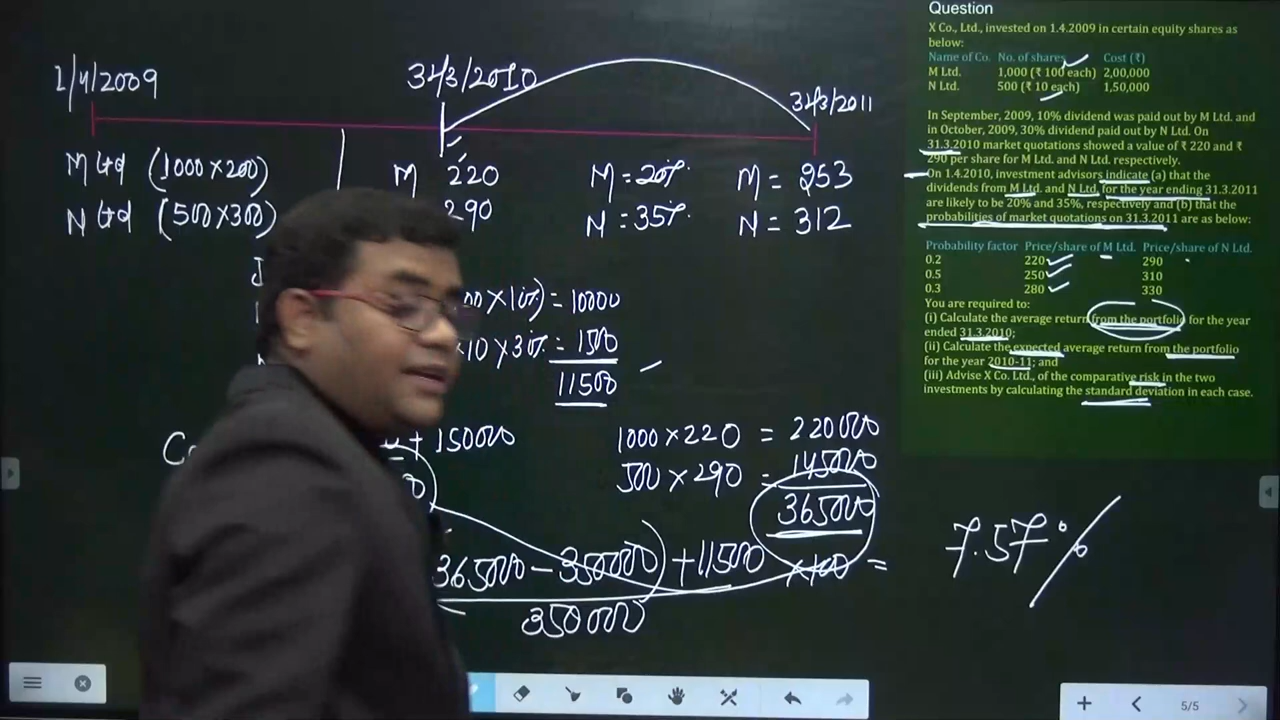 Question
X Co., Ltd., invested on 1.4.2009 in certain equity shares as
below:
Name of Co. No. of shares Cost (₹)
M Ltd. 1,000 (₹ 100 each) 2,00,000
N Ltd. 500 (₹ 10 each) 1,50,000
In September, 2009, 10% dividend was paid out by M Ltd. and
in October, 2009, 30% dividend paid out by N Ltd. On
31.3.2010 market quotations showed a value of ₹ 220 and ₹
290 per share for M Ltd. and N Ltd. respectively.
On 1.4.2010, investment advisors indicate (a) that the
dividends from M Ltd. and N Ltd. for the year ending 31.3.2011
are likely to be 20% and 35%, respectively and (b) that the
probabilities of market quotations on 31.3.2011 are as below:
Probability factor Price/share of M Ltd. Price/share of N Ltd.
0.2 220 290
0.5 250 310
0.3 280 330
You are required to:
(i) Calculate the average return from the portfolio for the year
ended 31.3.2010;
(ii) Calculate the expected average return from the portfolio
for the year 2010-11; and
(iii) Advise X Co. Ltd., of the comparative risk in the two
investments by calculating the standard deviation in each case.
1/4/2009 31/3/2010 31/3/2011
M Ltd (1000×200) M 220 M = 20% M = 253
N Ltd (500×300) 290 N = 35% N = 312
×10%) = 10000
×10×30% = 1500
11500
+ 150000 1000×220 = 220000
500×290 = 145000
365000
365000 − 350000) + 11500 ×100 = 7.57%
350000
5/5